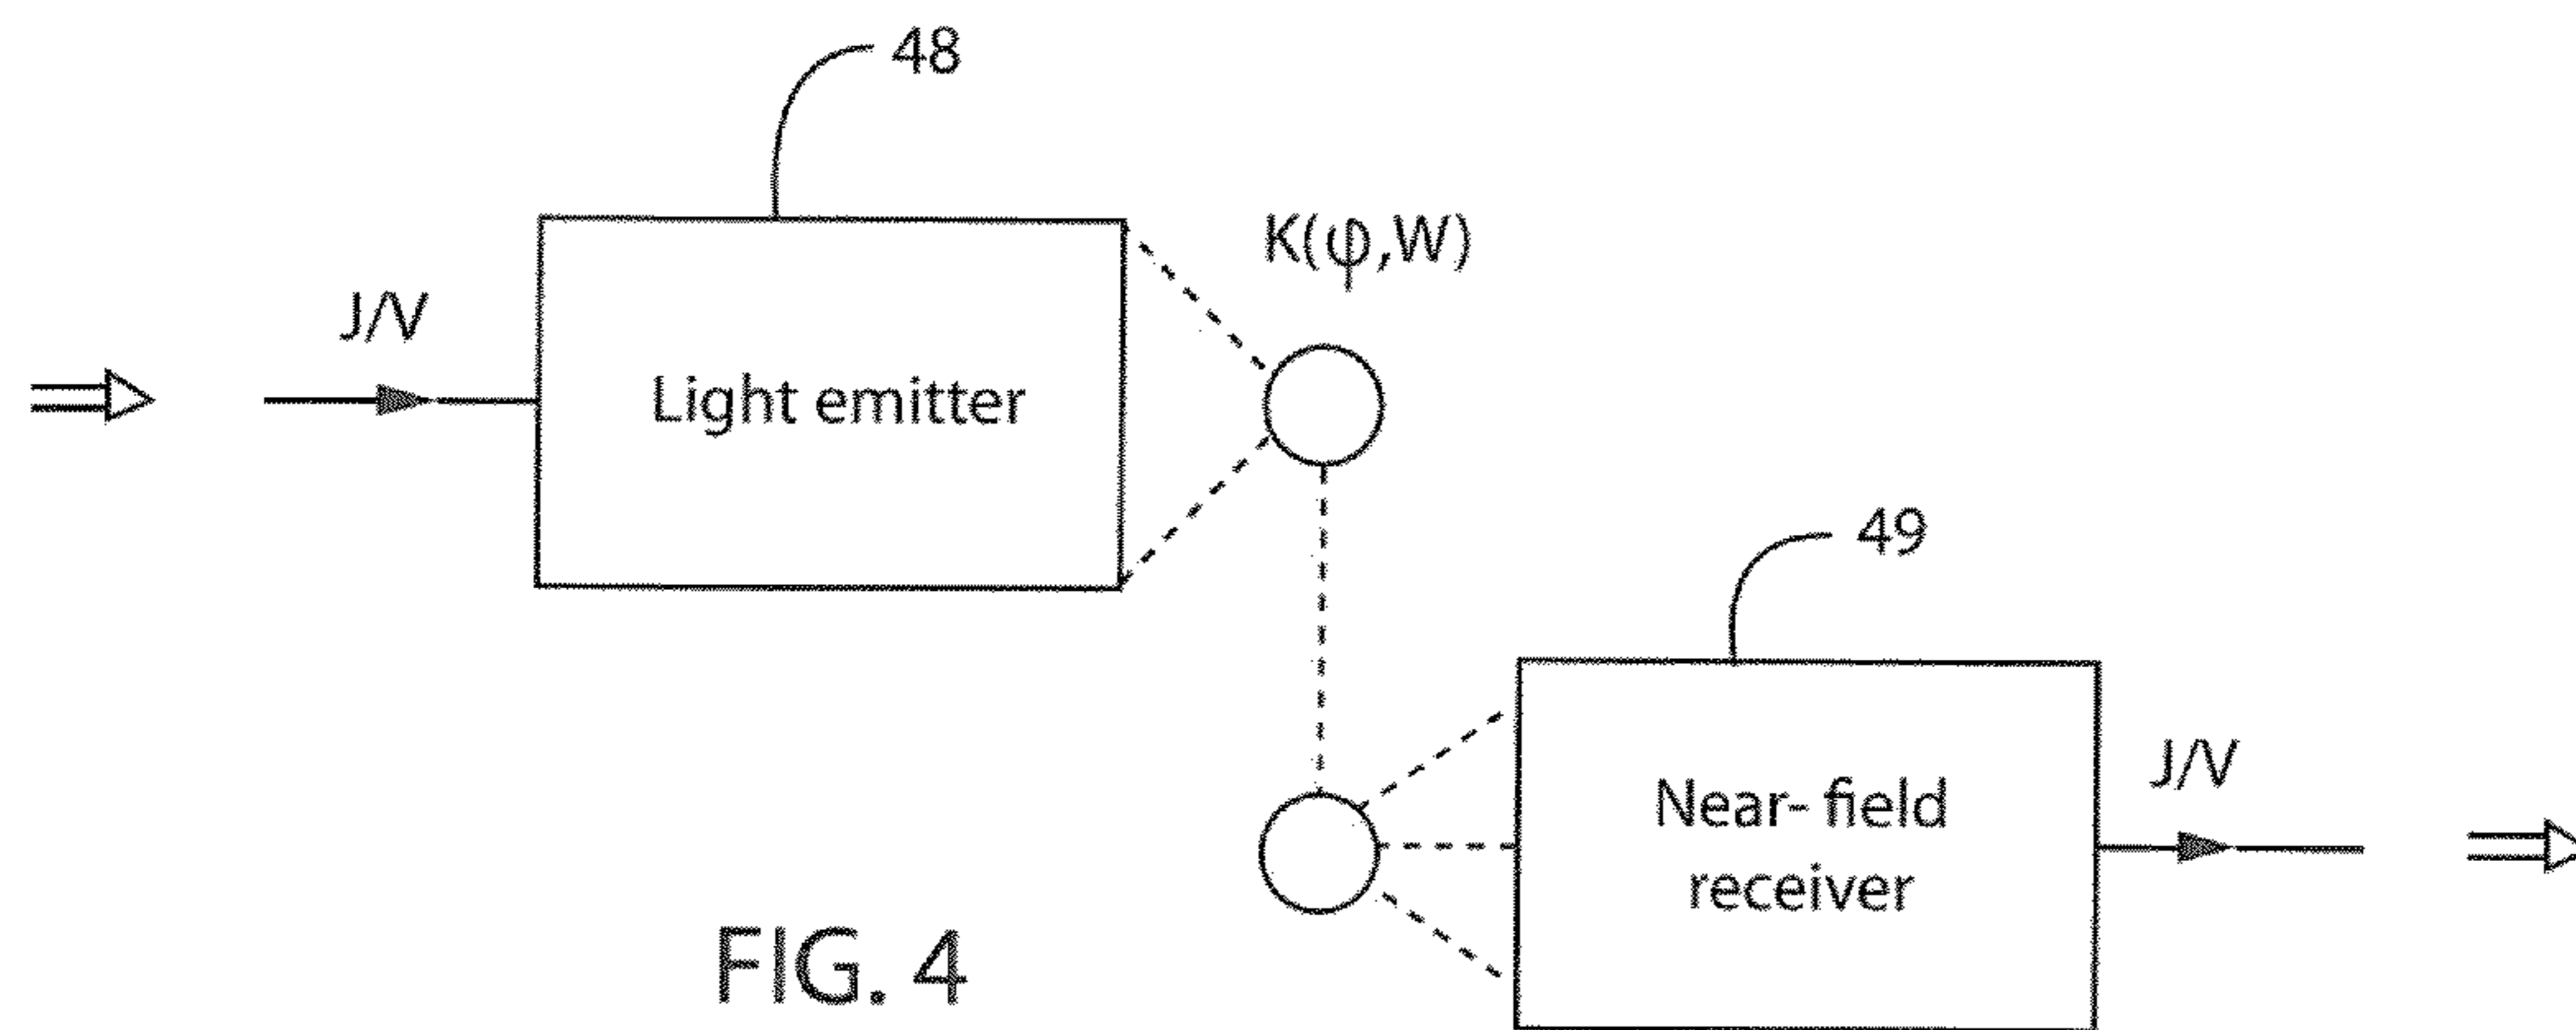 48
K(φ,W)
J/V
Light emitter
49
J/V
Near- field
receiver
FIG. 4